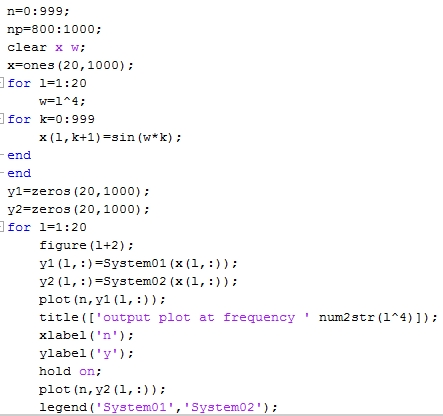 n=0:999;
np=800:1000;
clear x w;
x=ones(20,1000);
for l=1:20
w=l^4;
for k=0:999
x(l,k+1)=sin(w*k);
end
end
y1=zeros(20,1000);
y2=zeros(20,1000);
for l=1:20
figure(l+2);
y1(l,:)=System01(x(l,:));
y2(l,:)=System02(x(l,:));
plot(n,y1(l,:));
title(['output plot at frequency ' num2str(l^4)]);
xlabel('n');
ylabel('y');
hold on;
plot(n,y2(l,:));
legend('System01','System02');